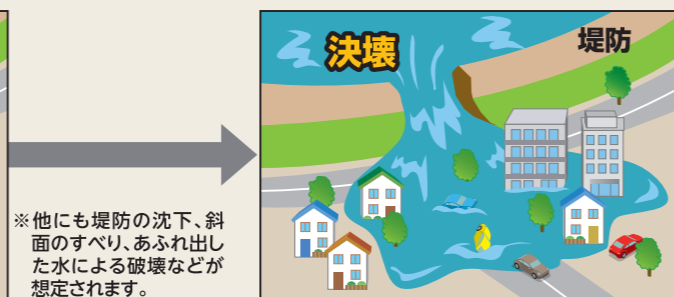 決壊
堤防
※他にも堤防の沈下、斜
面のすべり、あふれ出し
た水による破壊などが
想定されます。